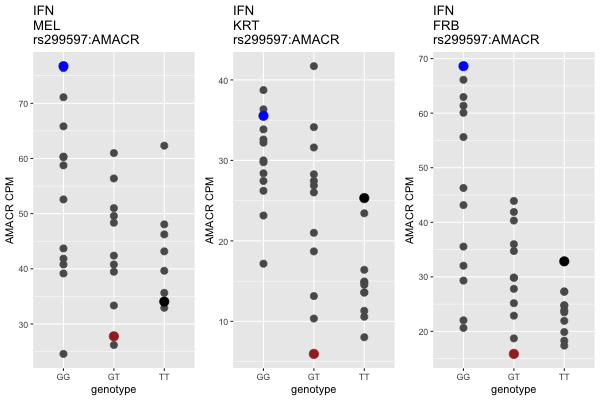 IFN
MEL
rs299597:AMACR
AMACR CPM
70
60
50
40
30
GG GT TT
genotype
IFN
KRT
rs299597:AMACR
AMACR CPM
40
30
20
10
GG GT TT
genotype
IFN
FRB
rs299597:AMACR
AMACR CPM
70
60
50
40
30
20
GG GT TT
genotype